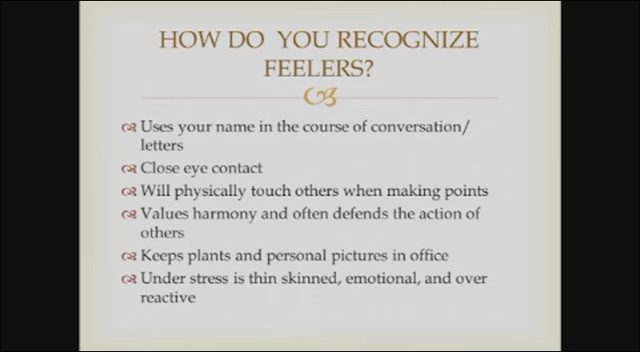 HOW DO YOU RECOGNIZE
FEELERS?
Uses your name in the course of conversation/
letters
Close eye contact
Will physically touch others when making points
Values harmony and often defends the action of
others
Keeps plants and personal pictures in office
Under stress is thin skinned, emotional, and over
reactive